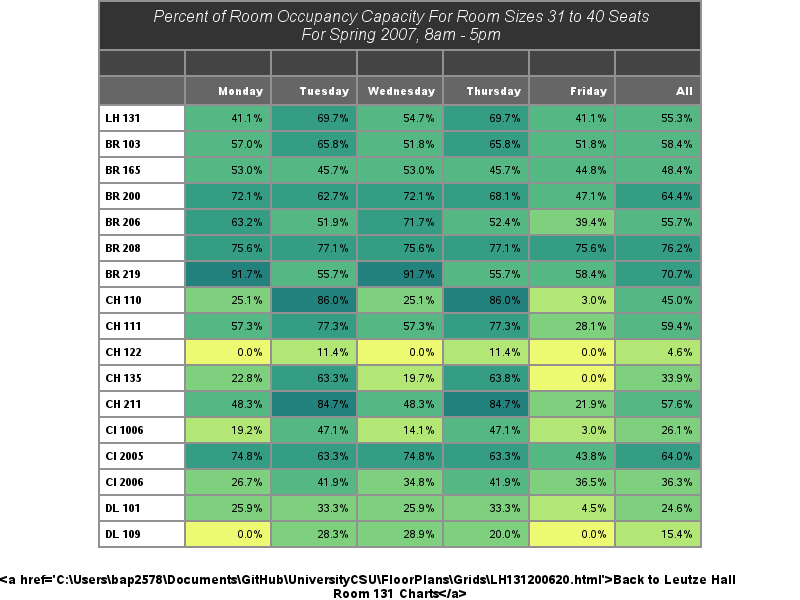 Percent of Room Occupancy Capacity For Room Sizes 31 to 40 Seats
For Spring 2007, 8am - 5pm
Monday Tuesday Wednesday Thursday Friday All
LH 131 41.1% 69.7% 54.7% 69.7% 41.1% 55.3%
BR 103 57.0% 65.8% 51.8% 65.8% 51.8% 58.4%
BR 165 53.0% 45.7% 53.0% 45.7% 44.8% 48.4%
BR 200 72.1% 62.7% 72.1% 68.1% 47.1% 64.4%
BR 206 63.2% 51.9% 71.7% 52.4% 39.4% 55.7%
BR 208 75.6% 77.1% 75.6% 77.1% 75.6% 76.2%
BR 219 91.7% 55.7% 91.7% 55.7% 58.4% 70.7%
CH 110 25.1% 86.0% 25.1% 86.0% 3.0% 45.0%
CH 111 57.3% 77.3% 57.3% 77.3% 28.1% 59.4%
CH 122 0.0% 11.4% 0.0% 11.4% 0.0% 4.6%
CH 135 22.8% 63.3% 19.7% 63.8% 0.0% 33.9%
CH 211 48.3% 84.7% 48.3% 84.7% 21.9% 57.6%
CI 1006 19.2% 47.1% 14.1% 47.1% 3.0% 26.1%
CI 2005 74.8% 63.3% 74.8% 63.3% 43.8% 64.0%
CI 2006 26.7% 41.9% 34.8% 41.9% 36.5% 36.3%
DL 101 25.9% 33.3% 25.9% 33.3% 4.5% 24.6%
DL 109 0.0% 28.3% 28.9% 20.0% 0.0% 15.4%
<a href='C:\Users\bap2578\Documents\GitHub\UniversityCSU\FloorPlans\Grids\LH131200620.html'>Back to Leutze Hall
Room 131 Charts</a>